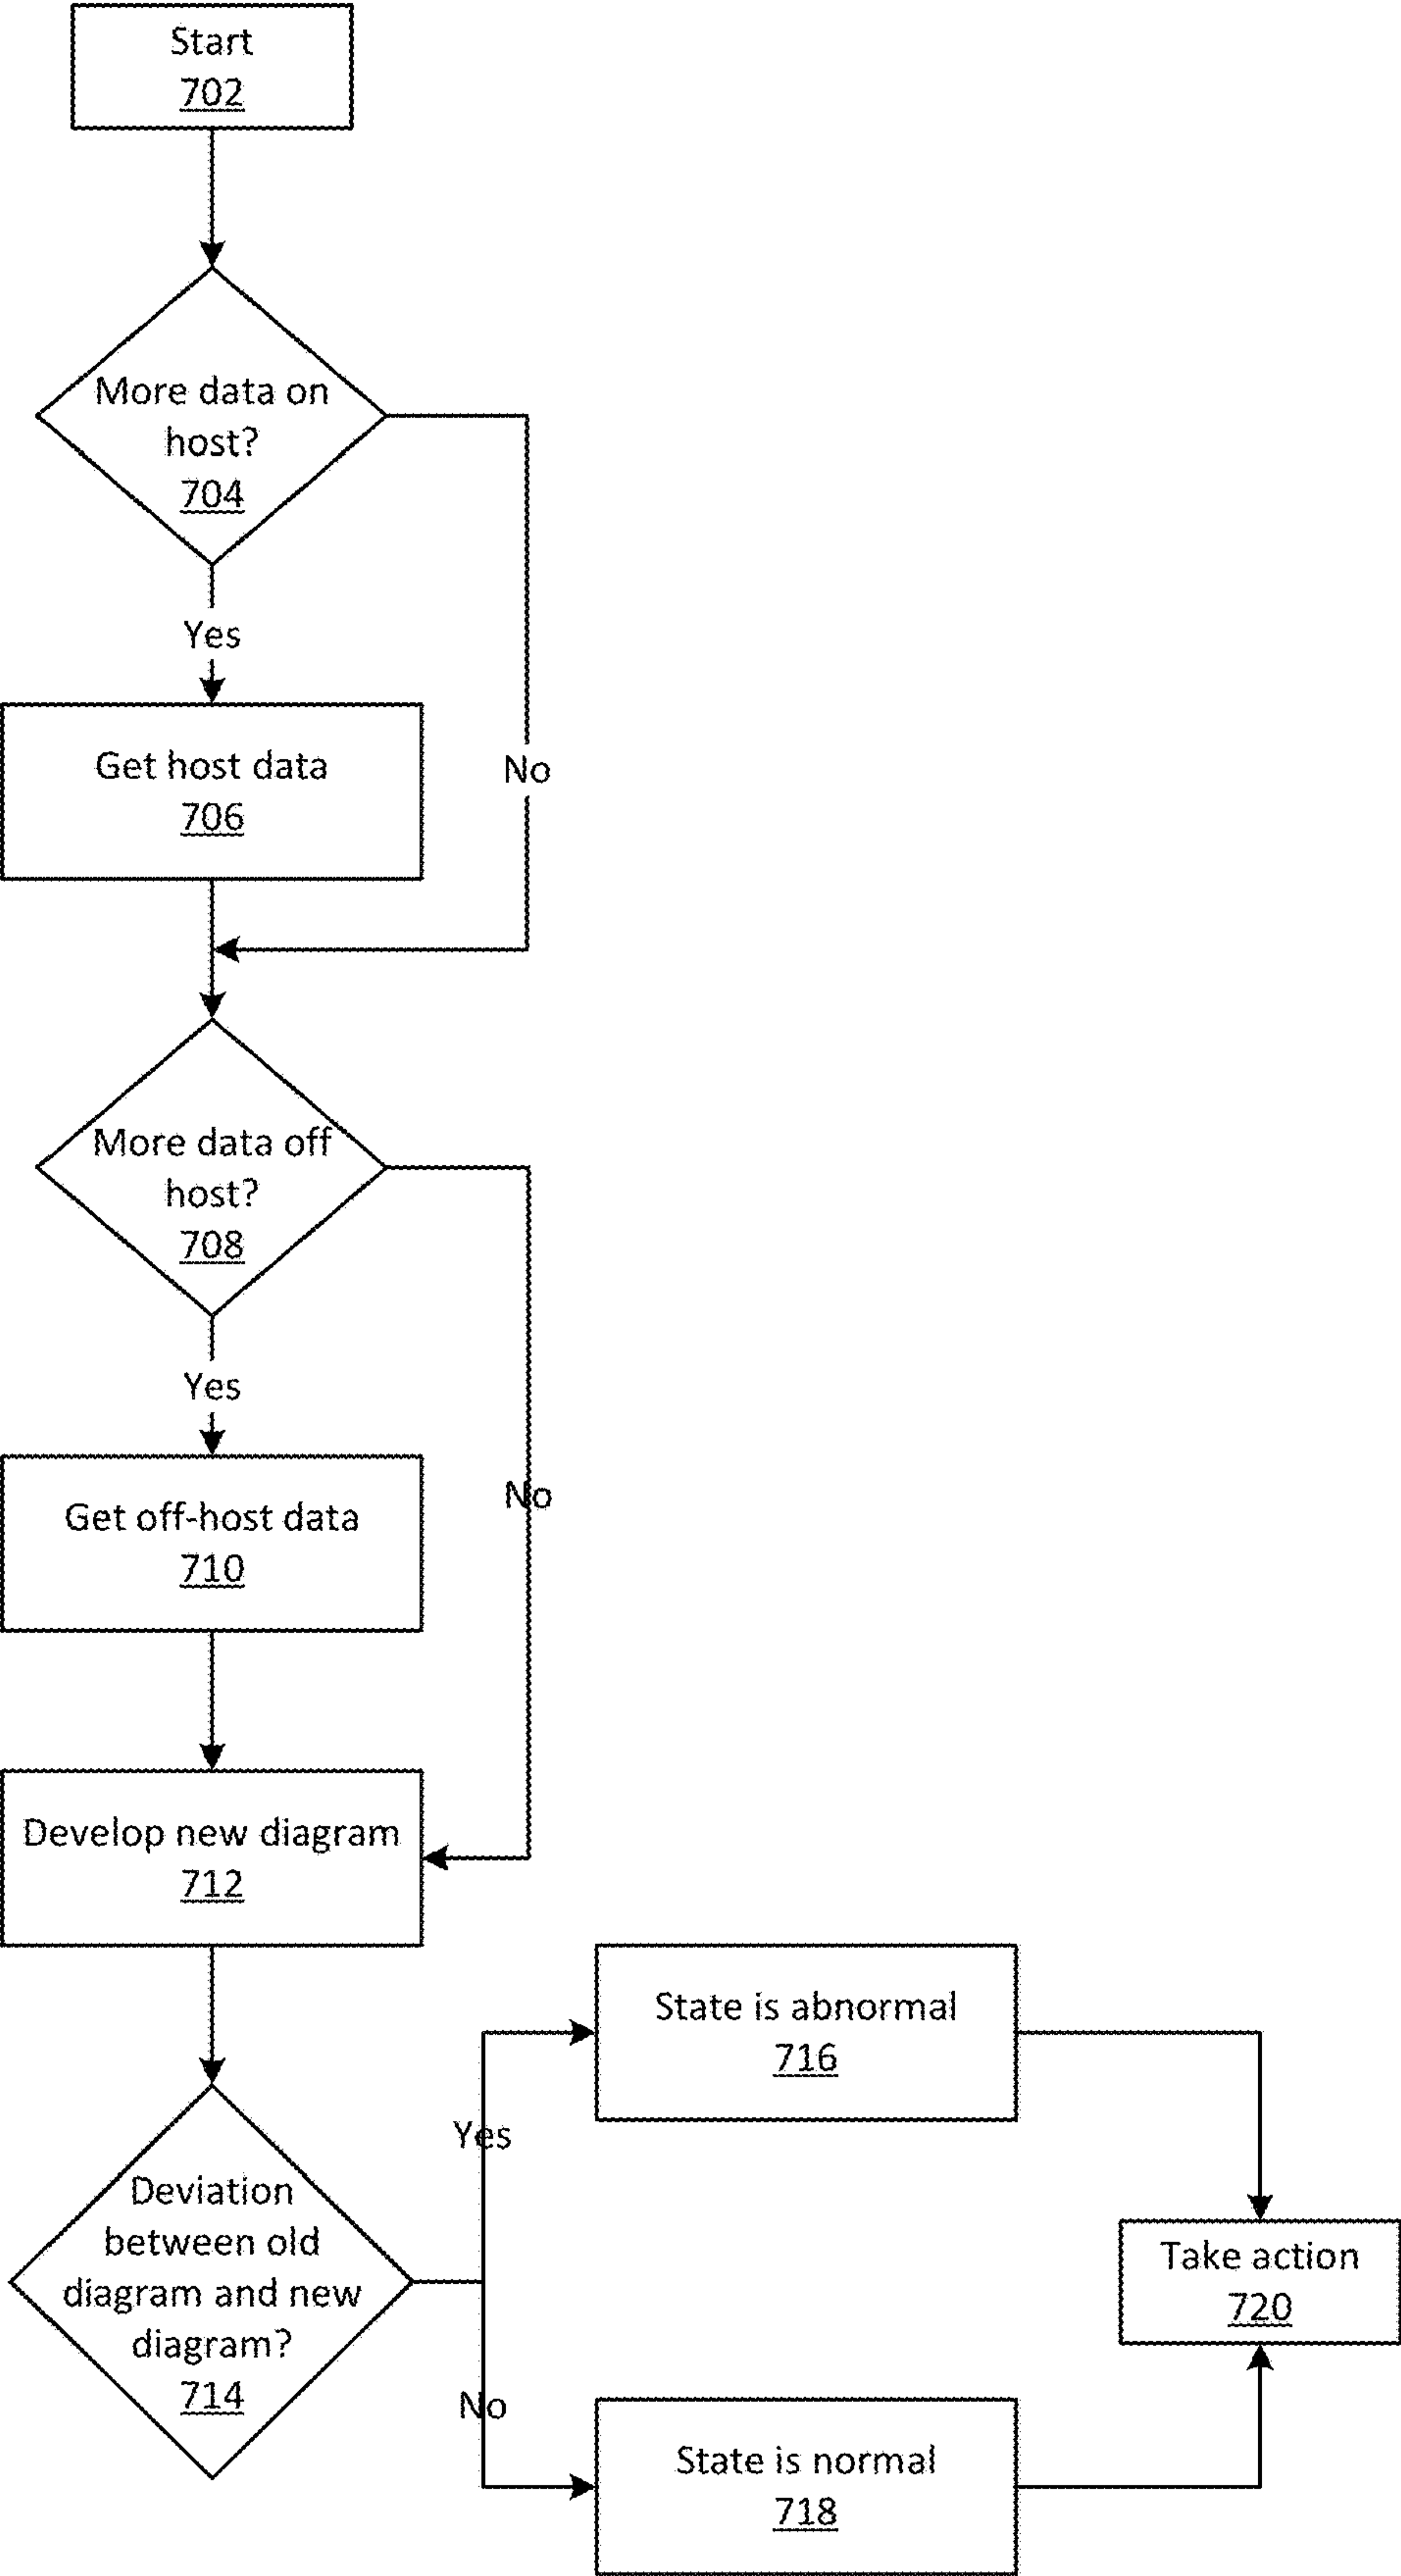 Start
702
More data on
host?
704
Yes
Get host data
706
No
More data off
host?
708
Yes
No
Get off-host data
710
Develop new diagram
712
State is abnormal
716
Yes
Deviation
between old
diagram and new
diagram?
714
Take action
720
No
State is normal
718